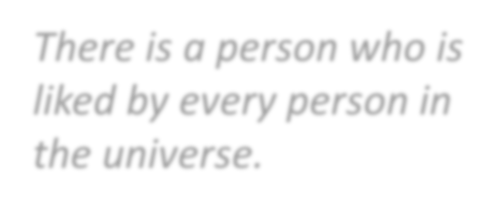 There is a person who is
liked by every person in
the universe.